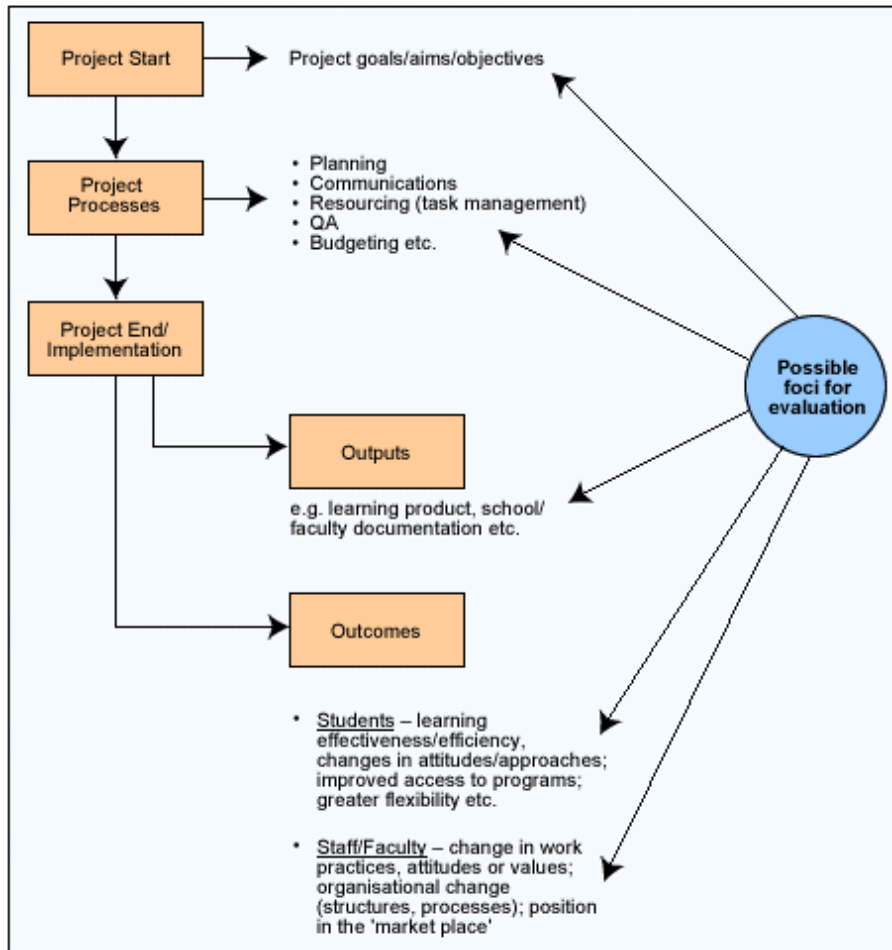 Project Start
Project goals/aims/objectives
Project
Processes
• Planning
• Communications
• Resourcing (task management)
• QA
• Budgeting etc.
Project End/
Implementation
Possible
foci for
evaluation
Outputs
e.g. learning product, school/
faculty documentation etc.
Outcomes
• Students – learning
effectiveness/efficiency,
changes in attitudes/approaches;
improved access to programs;
greater flexibility etc.
• Staff/Faculty – change in work
practices, attitudes or values;
organisational change
(structures, processes); position
in the 'market place'